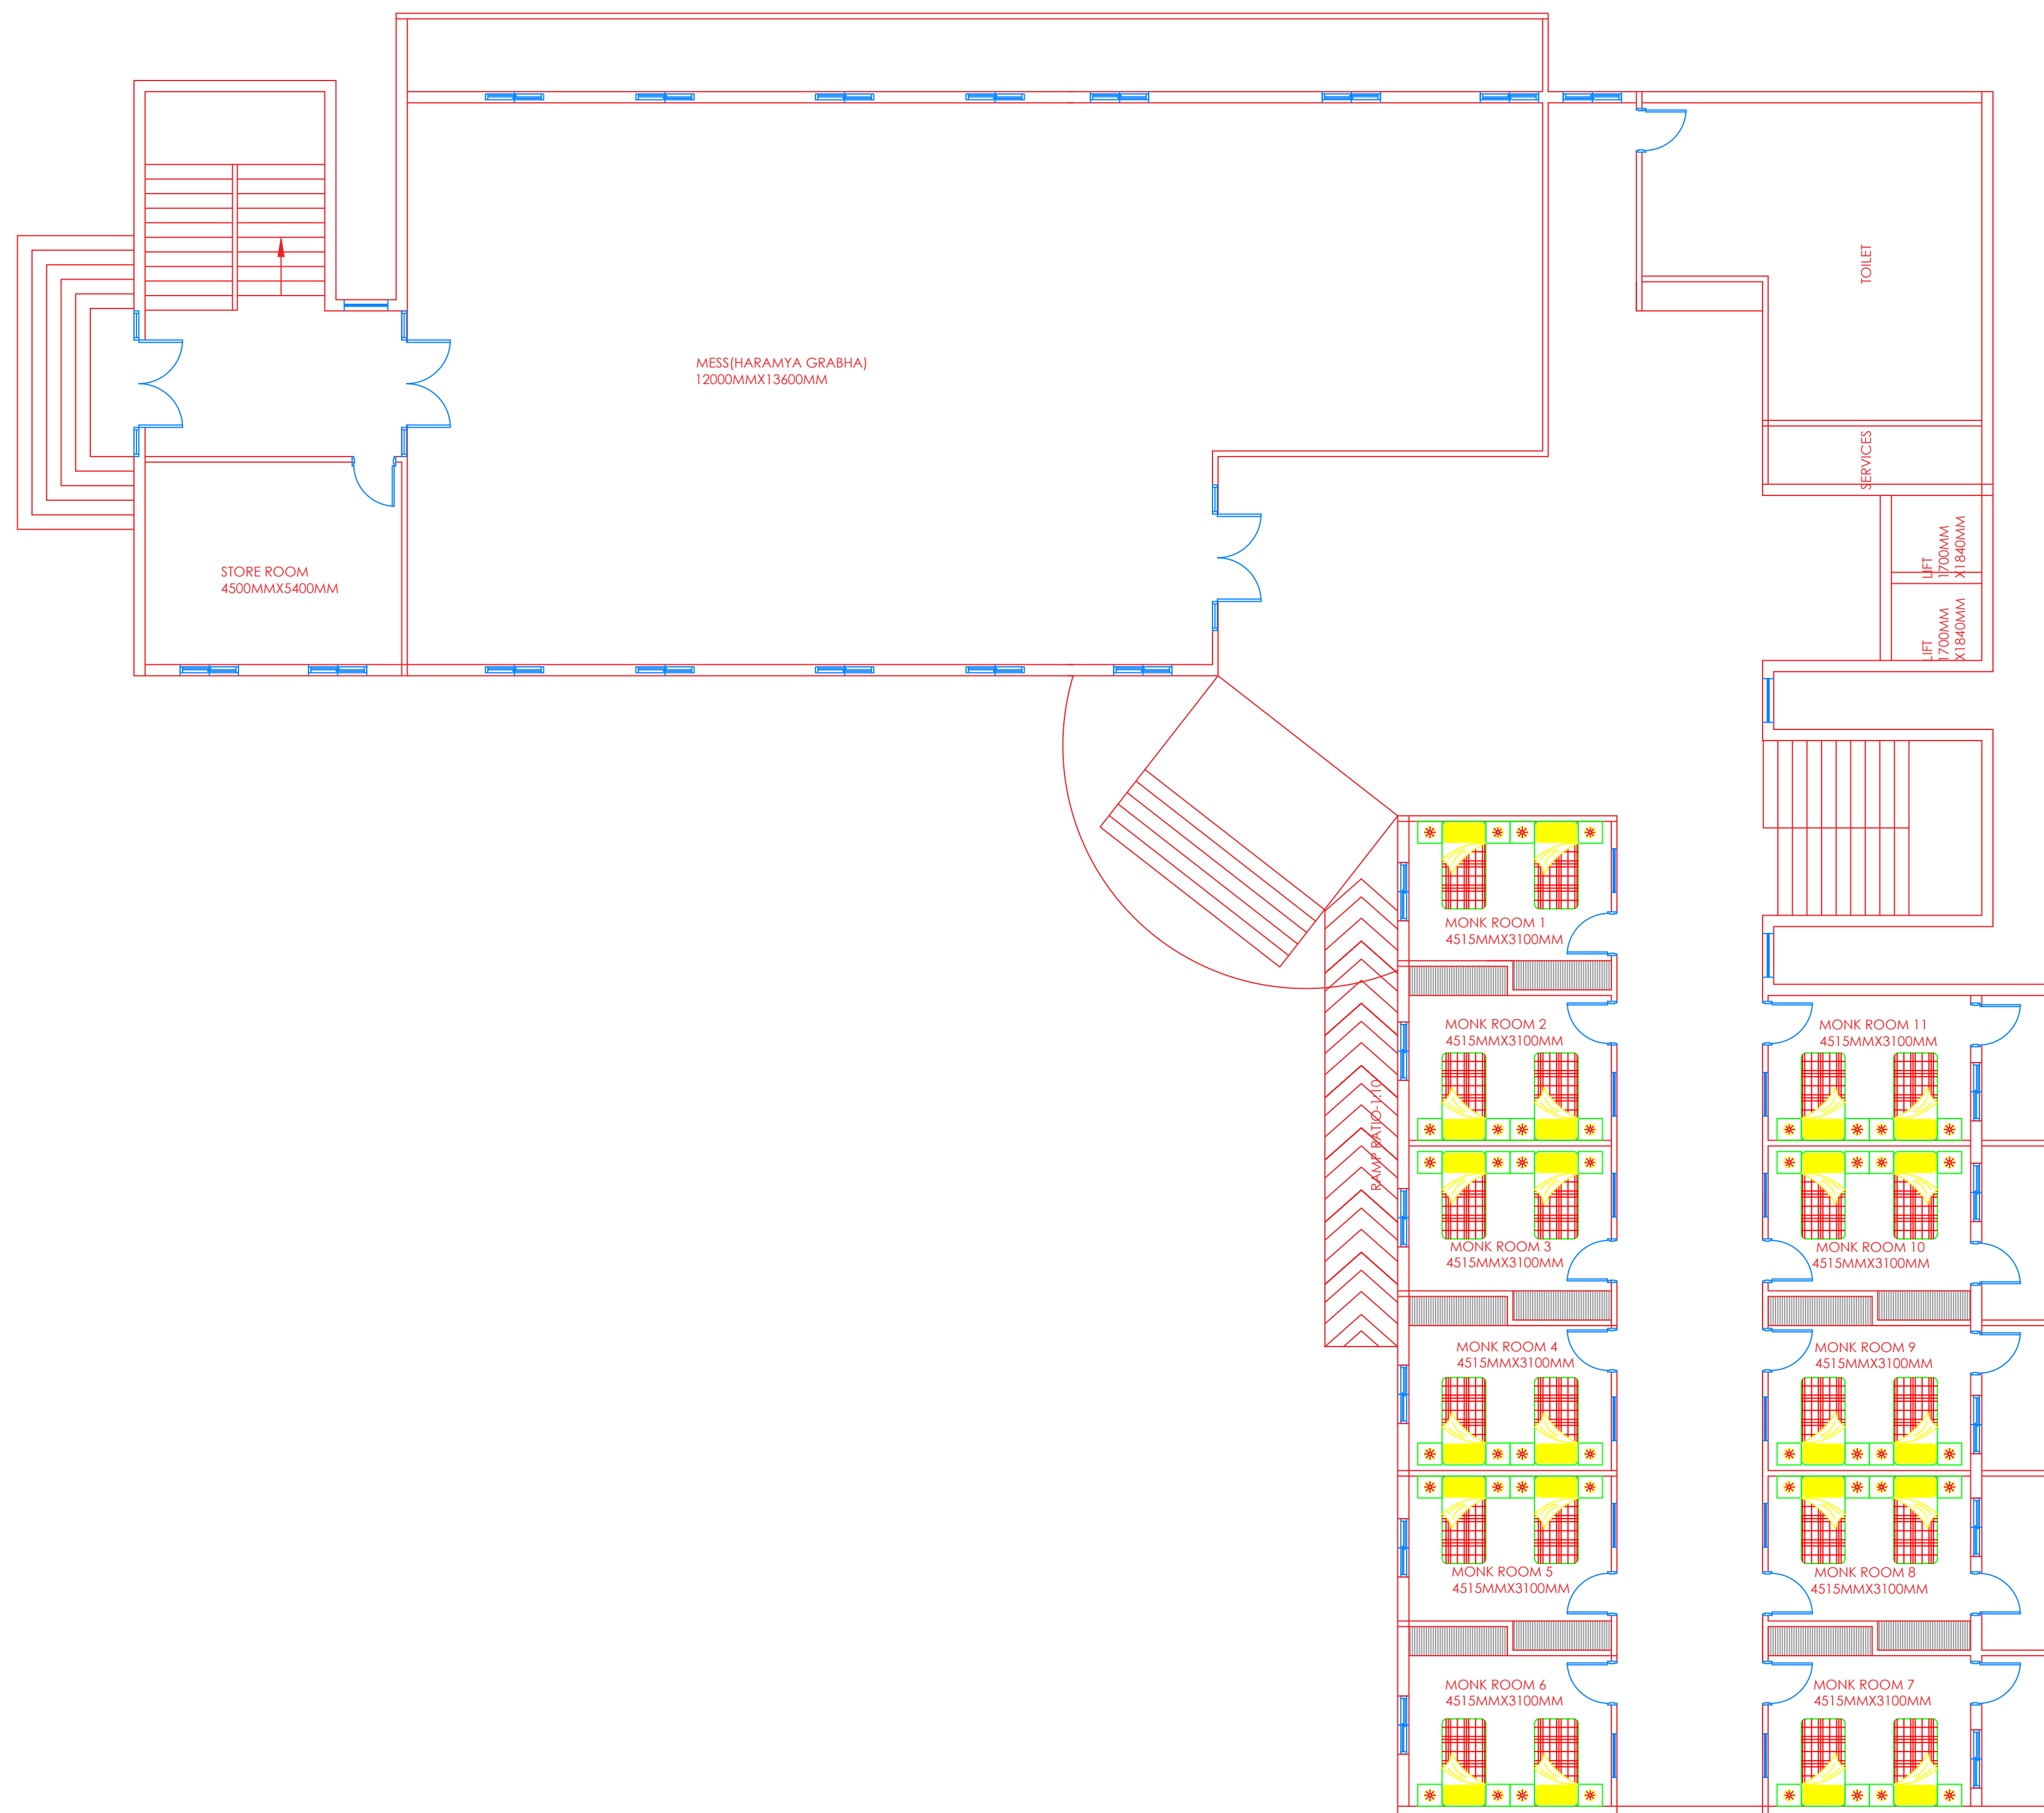 MESS(HARAMYA GRABHA)
12000MMX13600MM
TOILET
SERVICES
STORE ROOM
4500MMX5400MM
LIFT
1700MM
X1840MM
LIFT
1700MM
X1840MM
MONK ROOM 1
4515MMX3100MM
MONK ROOM 2
4515MMX3100MM
MONK ROOM 11
4515MMX3100MM
RAMP RATIO-1:10
MONK ROOM 3
4515MMX3100MM
MONK ROOM 10
4515MMX3100MM
MONK ROOM 4
4515MMX3100MM
MONK ROOM 9
4515MMX3100MM
MONK ROOM 5
4515MMX3100MM
MONK ROOM 8
4515MMX3100MM
MONK ROOM 6
4515MMX3100MM
MONK ROOM 7
4515MMX3100MM